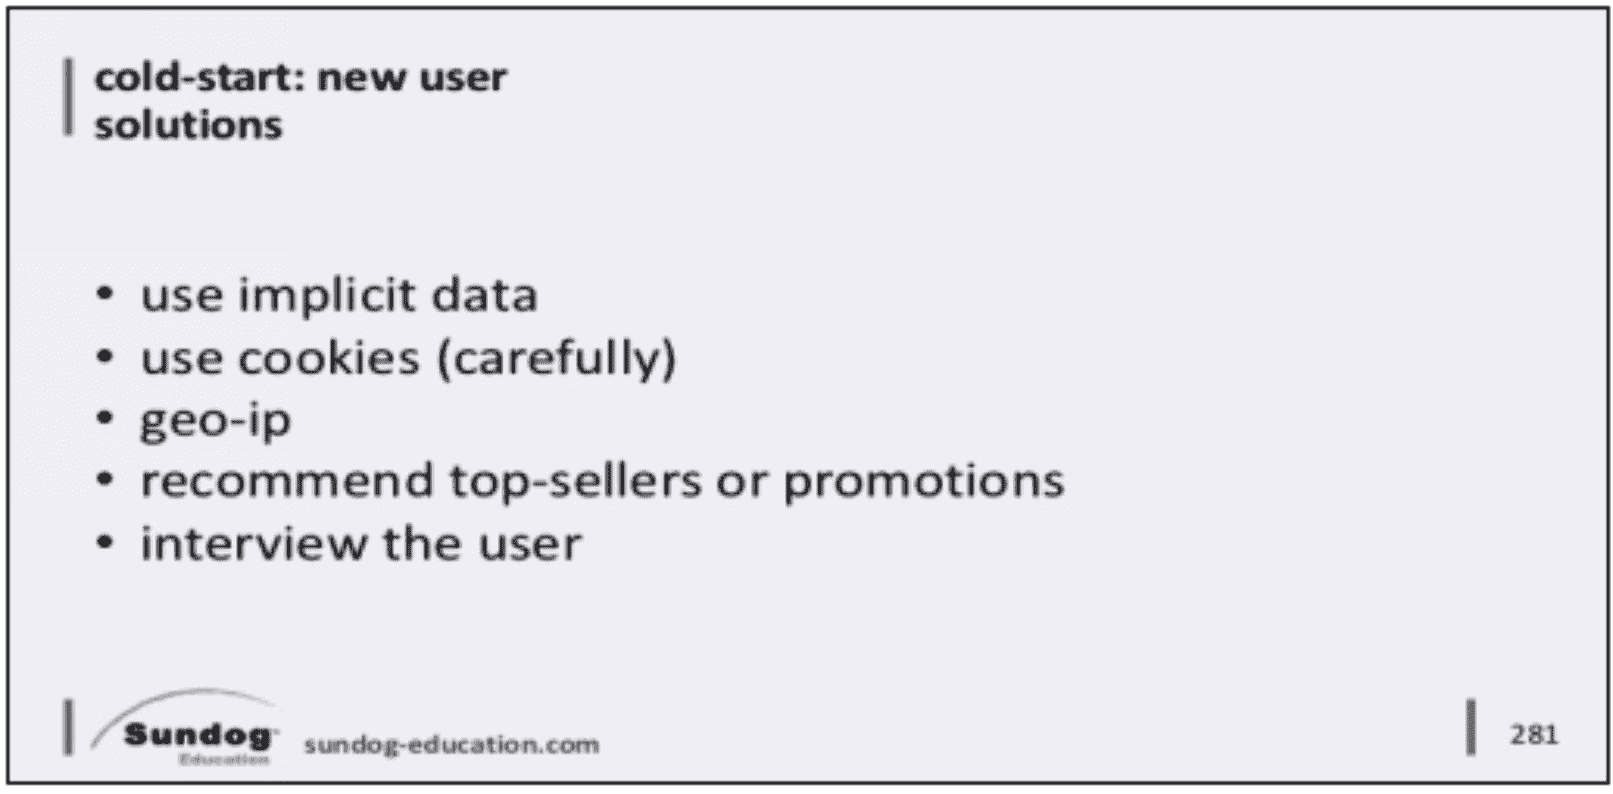 cold-start: new user
solutions
• use implicit data
• use cookies (carefully)
• geo-ip
• recommend top-sellers or promotions
• interview the user
Sundog
Education
sundog-education.com
281